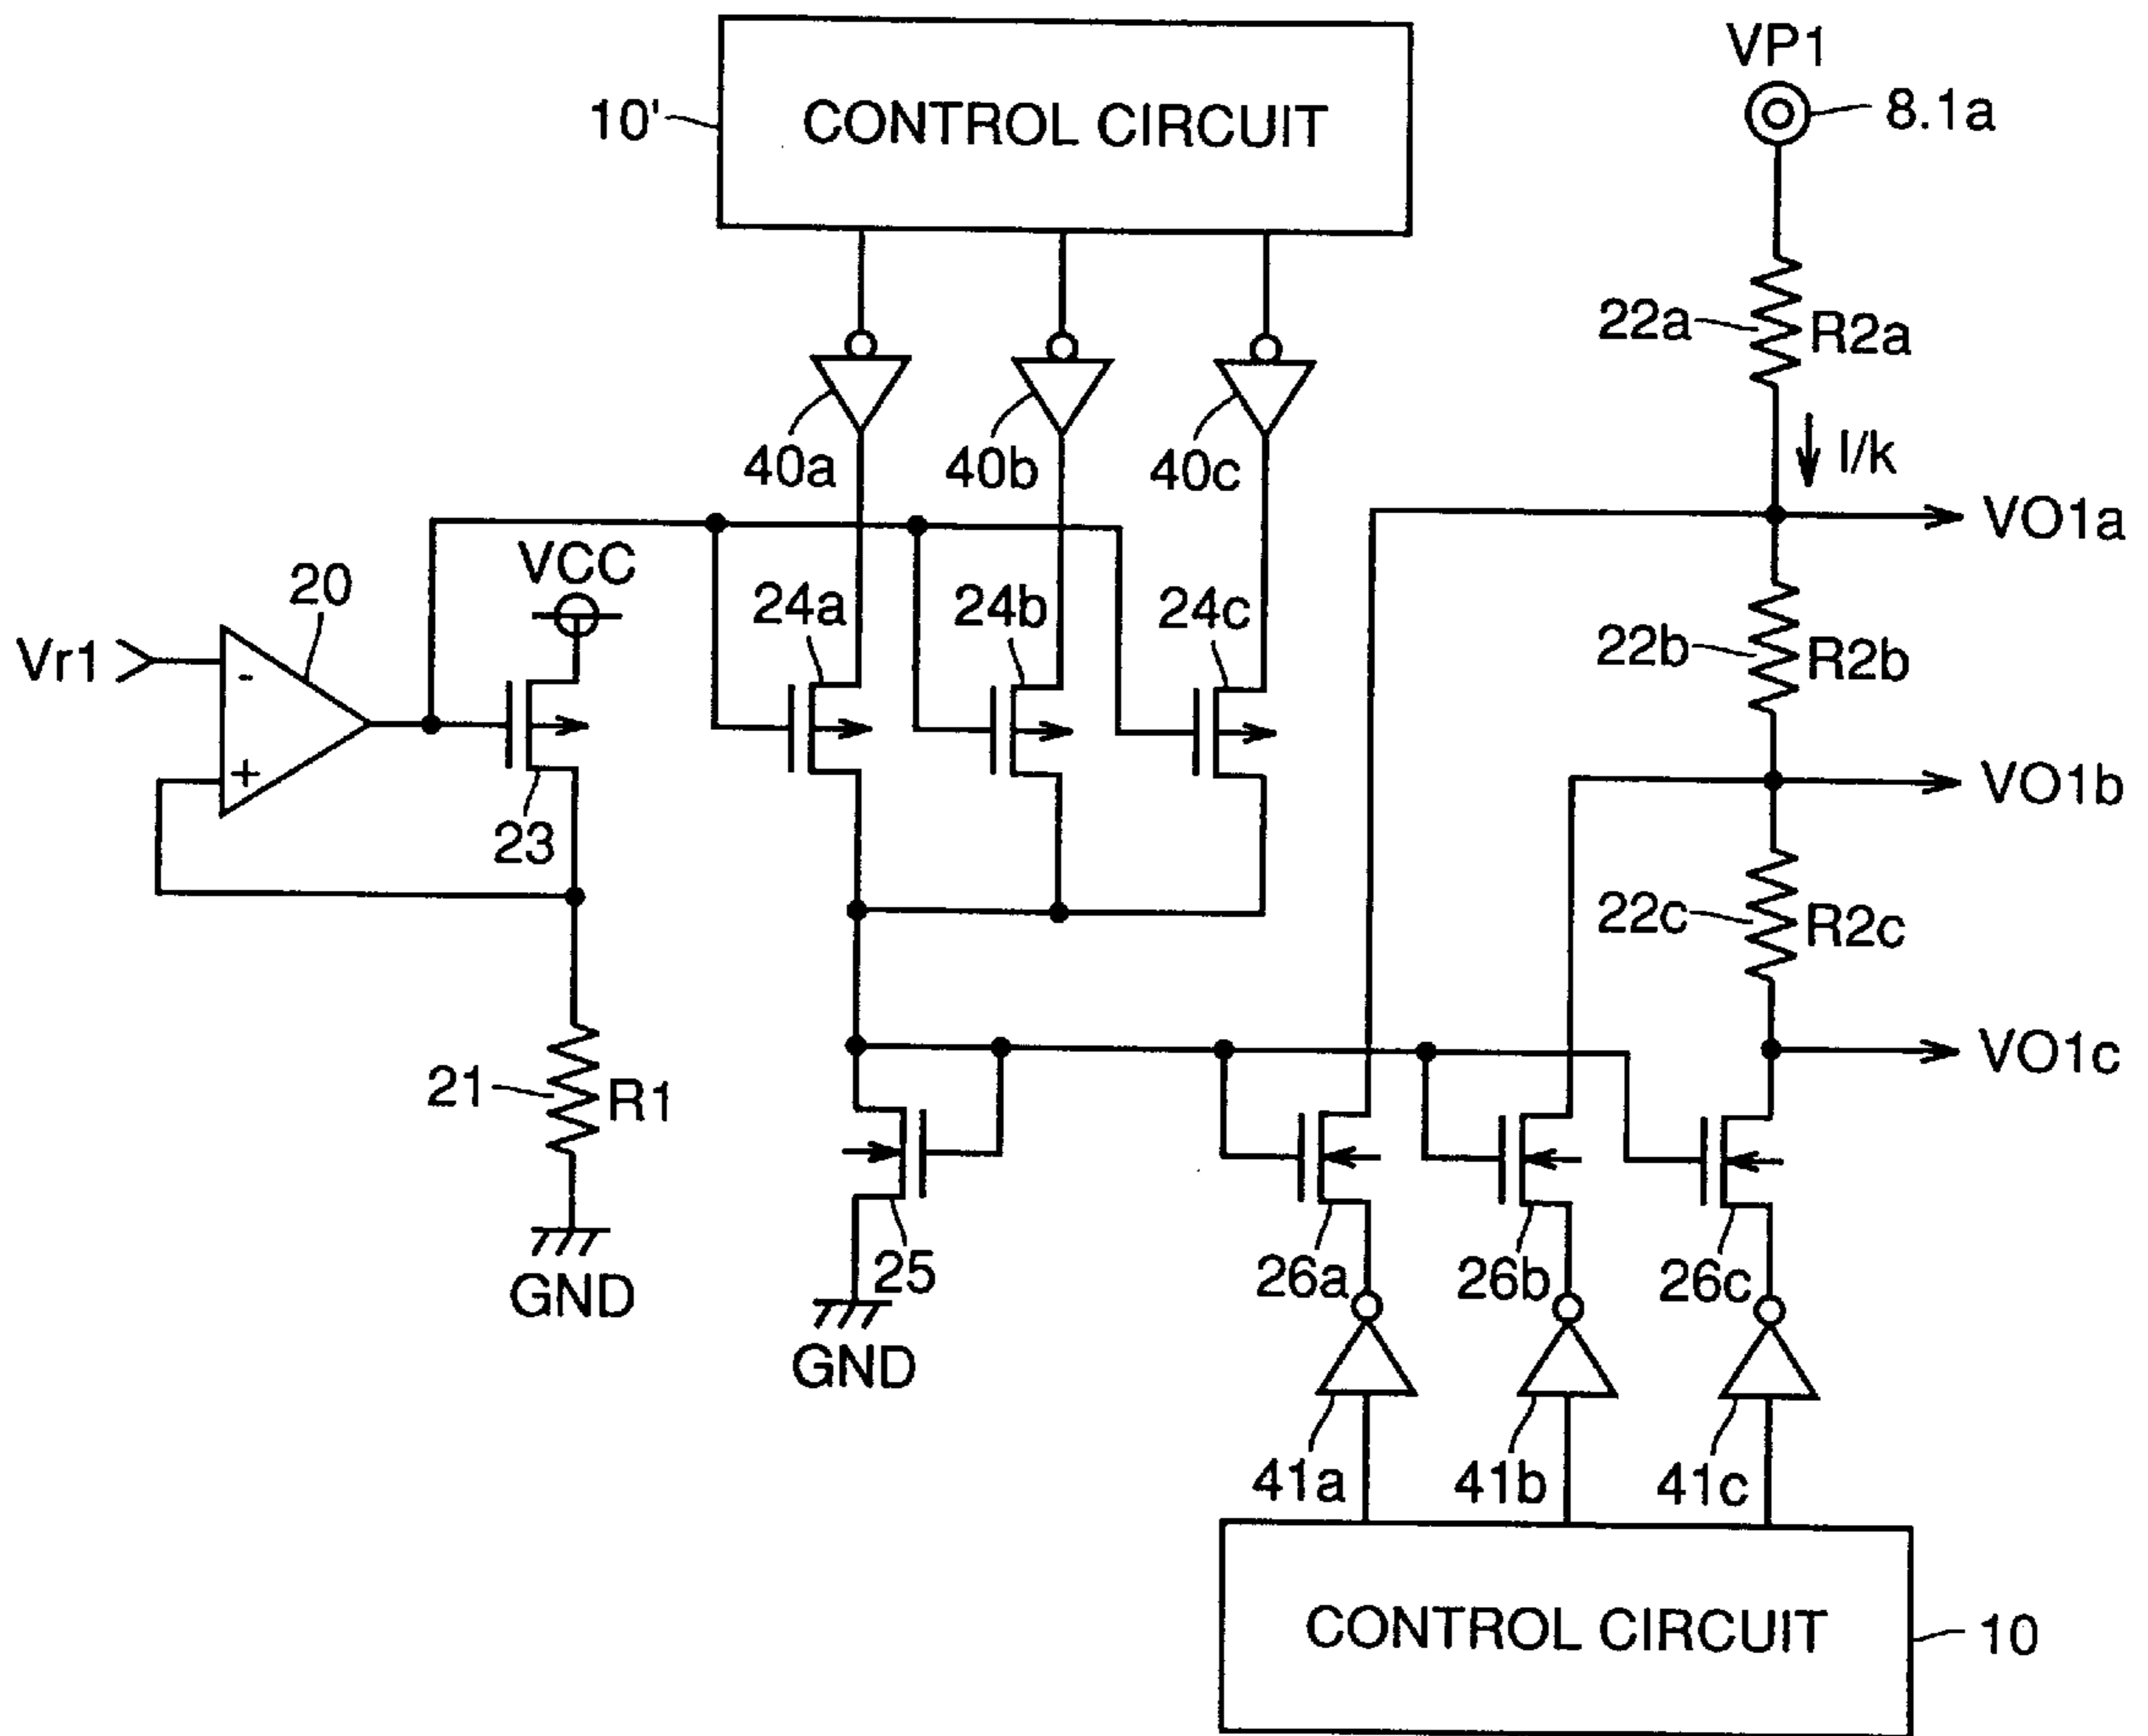 VP1
10'
CONTROL CIRCUIT
8.1a
22a
R2a
40a
40b
40c
I/k
VO1a
VCC
20
24a
24b
24c
Vr1
-
+
22b
R2b
23
VO1b
22c
R2c
21
R1
VO1c
GND
25
26a
26b
26c
GND
41a
41b
41c
CONTROL CIRCUIT
10